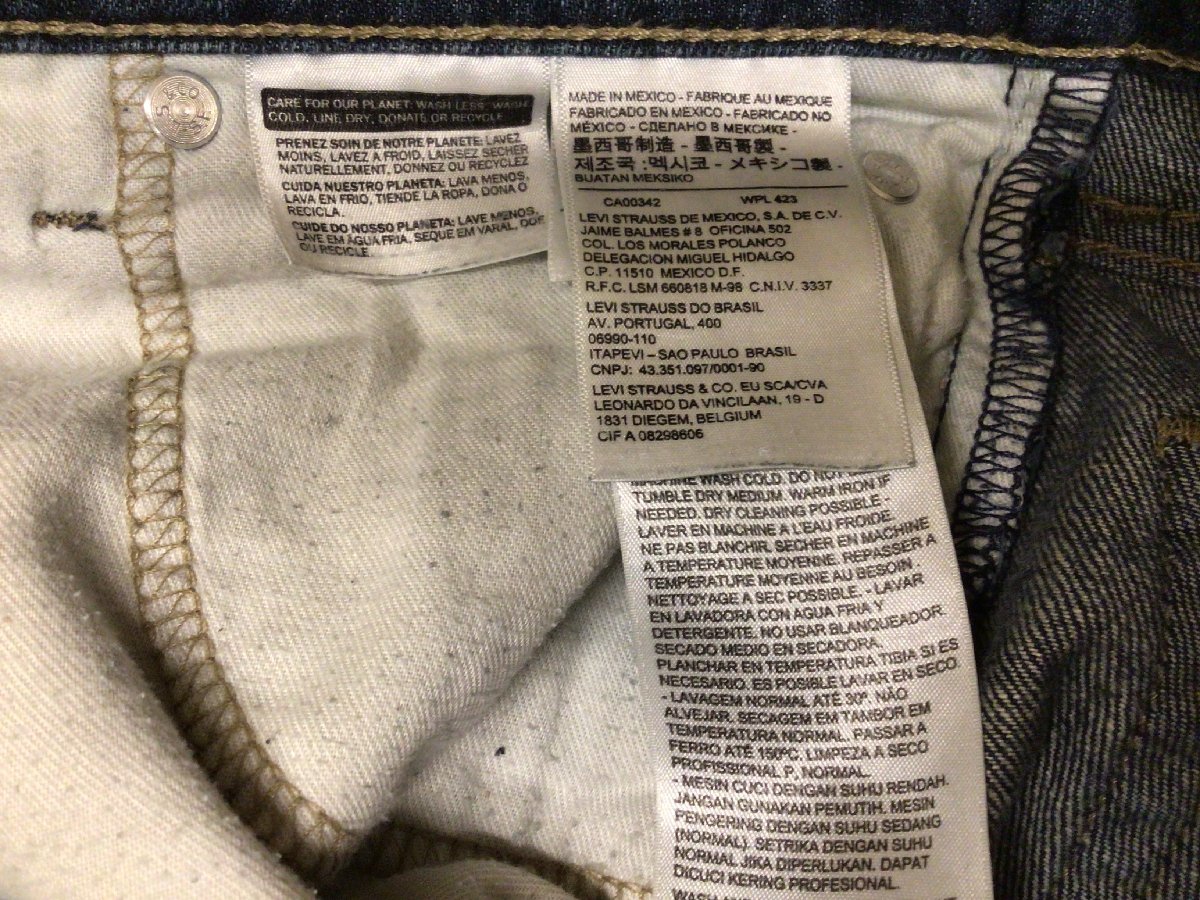 CARE FOR OUR PLANET: WASH LESS, WASH
COLD, LINE DRY, DONATE OR RECYCLE
PRENEZ SOIN DE NOTRE PLANETE: LAVEZ
MOINS, LAVEZ A FROID, LAISSEZ SECHER
NATURELLEMENT, DONNEZ OU RECYCLEZ
CUIDA NUESTRO PLANETA: LAVA MENOS,
LAVA EN FRIO, TIENDE LA ROPA, DONA O
RECICLA.
CUIDE DO NOSSO PLANETA: LAVE MENOS,
LAVE EM AGUA FRIA, SEQUE EM VARAL, DOE
OU RECICLE.
MADE IN MEXICO - FABRIQUE AU MEXIQUE
FABRICADO EN MEXICO - FABRICADO NO
MÉXICO - СДЕЛАНО В МЕКСИКЕ -
墨西哥制造 - 墨西哥製 -
제조국 :멕시코 - メキシコ製 -
BUATAN MEKSIKO
CA00342 WPL 423
LEVI STRAUSS DE MEXICO, S.A. DE C.V.
JAIME BALMES # 8 OFICINA 502
COL. LOS MORALES POLANCO
DELEGACION MIGUEL HIDALGO
C.P. 11510 MEXICO D.F.
R.F.C. LSM 660818 M-98 C.N.I.V. 3337
LEVI STRAUSS DO BRASIL
AV. PORTUGAL, 400
06990-110
ITAPEVI – SAO PAULO BRASIL
CNPJ: 43.351.097/0001-90
LEVI STRAUSS & CO. EU SCA/CVA
LEONARDO DA VINCILAAN, 19 - D
1831 DIEGEM, BELGIUM
CIF A 08298606
MACHINE WASH COLD. DO NOT
TUMBLE DRY MEDIUM. WARM IRON IF
NEEDED. DRY CLEANING POSSIBLE -
LAVER EN MACHINE A L'EAU FROIDE.
NE PAS BLANCHIR. SECHER EN MACHINE
A TEMPERATURE MOYENNE. REPASSER A
TEMPERATURE MOYENNE AU BESOIN
NETTOYAGE A SEC POSSIBLE. - LAVAR
EN LAVADORA CON AGUA FRIA Y
DETERGENTE. NO USAR BLANQUEADOR.
SECADO MEDIO EN SECADORA.
PLANCHAR EN TEMPERATURA TIBIA SI ES
NECESARIO. ES POSIBLE LAVAR EN SECO.
- LAVAGEM NORMAL ATÉ 30º. NÃO
ALVEJAR. SECAGEM EM TAMBOR EM
TEMPERATURA NORMAL. PASSAR A
FERRO ATÉ 150ºC. LIMPEZA A SECO
PROFISSIONAL P, NORMAL.
- MESIN CUCI DENGAN SUHU RENDAH.
JANGAN GUNAKAN PEMUTIH. MESIN
PENGERING DENGAN SUHU SEDANG
(NORMAL). SETRIKA DENGAN SUHU
NORMAL JIKA DIPERLUKAN. DAPAT
DICUCI KERING PROFESIONAL.